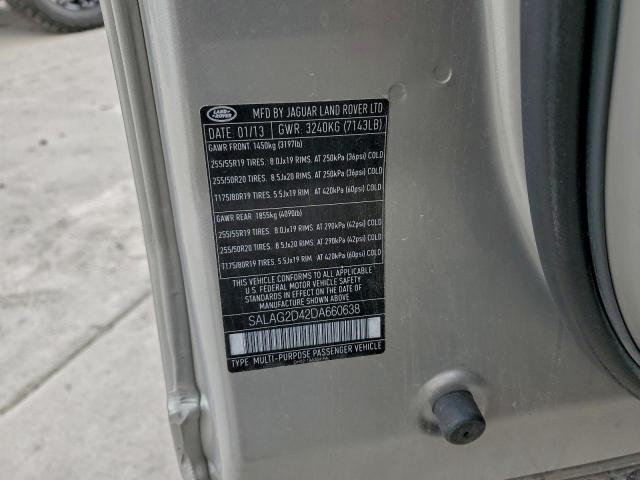 LAND ROVER
MFD BY JAGUAR LAND ROVER LTD
DATE: 01/13 GWR: 3240KG (7143LB)
GAWR FRONT: 1450kg (3197lb)
255/55R19 TIRES: 8.0Jx19 RIMS: AT 250kPa (36psi) COLD
255/50R20 TIRES: 8.5Jx20 RIMS: AT 250kPa (36psi) COLD
T175/80R19 TIRES: 5.5Jx19 RIM: AT 420kPa (60psi) COLD
GAWR REAR: 1855kg (4090lb)
255/55R19 TIRES: 8.0Jx19 RIMS: AT 290kPa (42psi) COLD
255/50R20 TIRES: 8.5Jx20 RIMS: AT 290kPa (42psi) COLD
T175/80R19 TIRES: 5.5Jx19 RIM: AT 420kPa (60psi) COLD
THIS VEHICLE CONFORMS TO ALL APPLICABLE
U.S. FEDERAL MOTOR VEHICLE SAFETY
STANDARDS IN EFFECT ON THE DATE OF
MANUFACTURE SHOWN ABOVE
SALAG2D42DA660638
TYPE: MULTI-PURPOSE PASSENGER VEHICLE